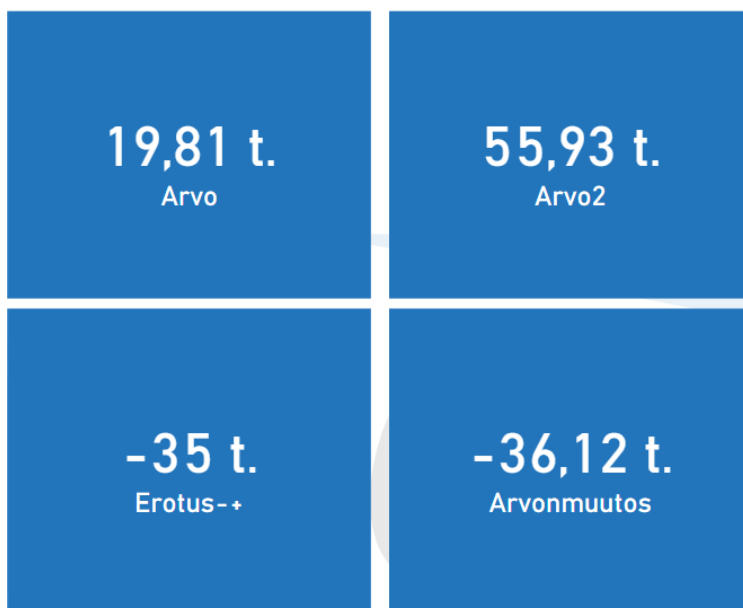 19,81 t.
Arvo
55,93 t.
Arvo2
-35 t.
Erotus-+
-36,12 t.
Arvonmuutos